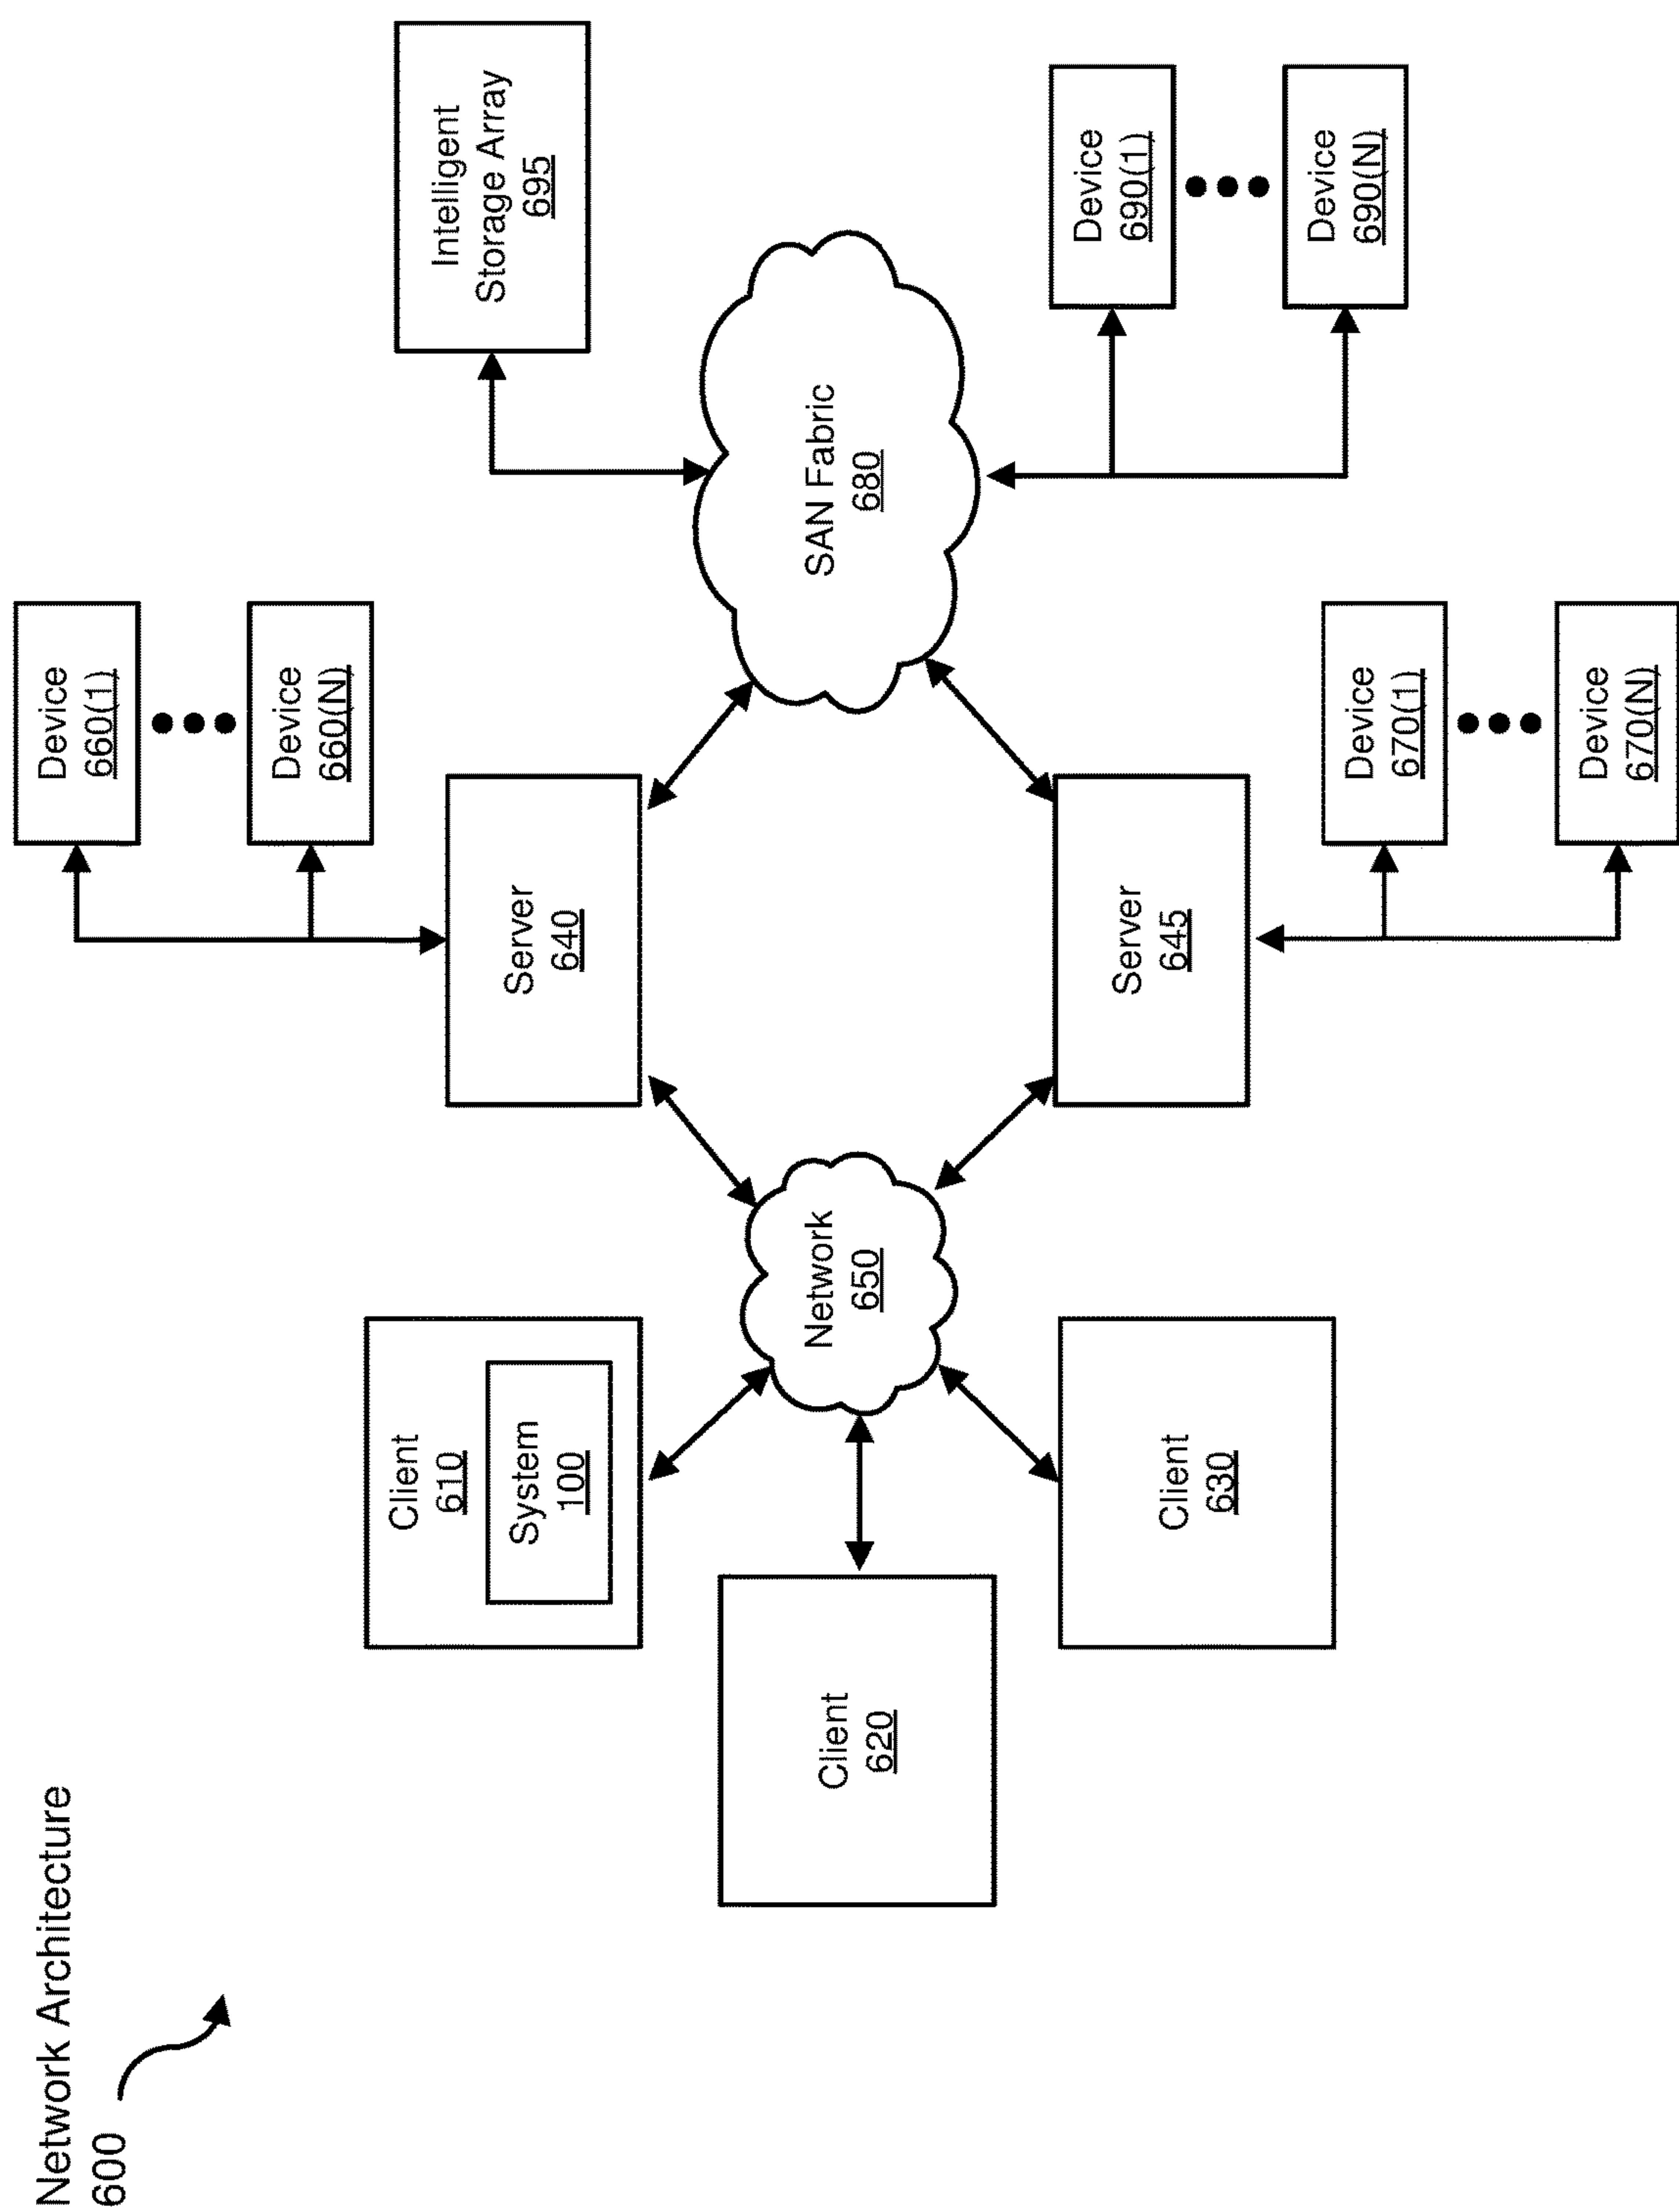 Network Architecture
600
Device
660(1)
Device
660(N)
Intelligent
Storage Array
695
Client
610
System
100
Server
640
Client
620
Network
650
SAN Fabric
680
Client
630
Server
645
Device
690(1)
Device
690(N)
Device
670(1)
Device
670(N)